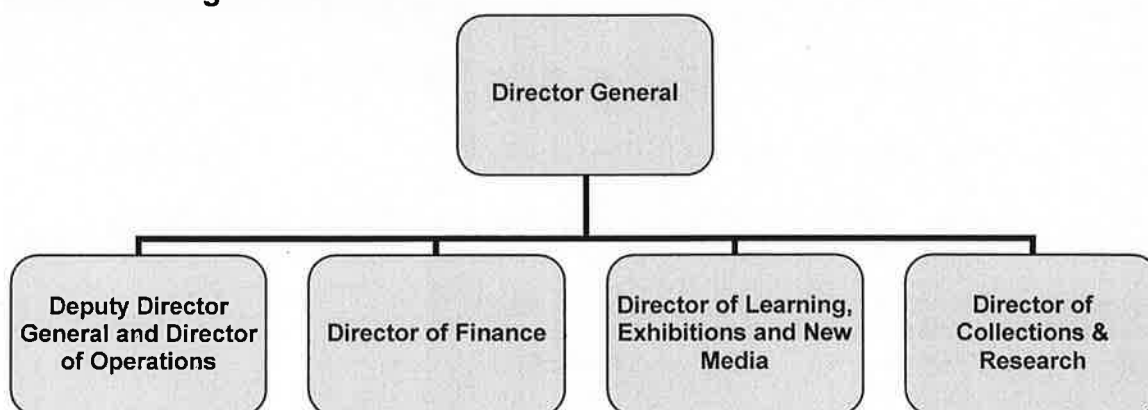 Director General
Deputy Director
General and Director
of Operations
Director of Finance
Director of Learning,
Exhibitions and New
Media
Director of
Collections &
Research